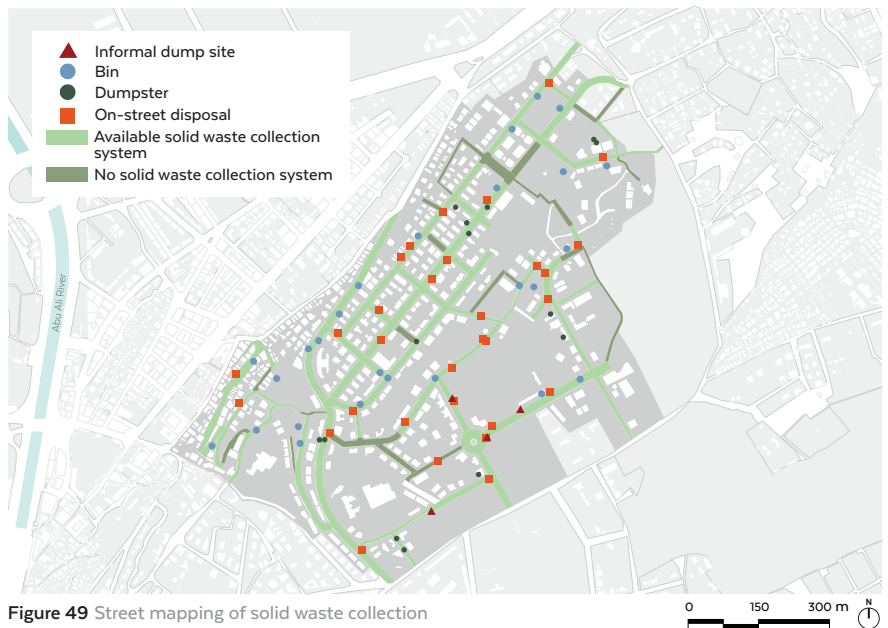 Informal dump site
Bin
Dumpster
On-street disposal
Available solid waste collection
system
No solid waste collection system
Abu Ali River
Figure 49 Street mapping of solid waste collection
0 150 300 m
N